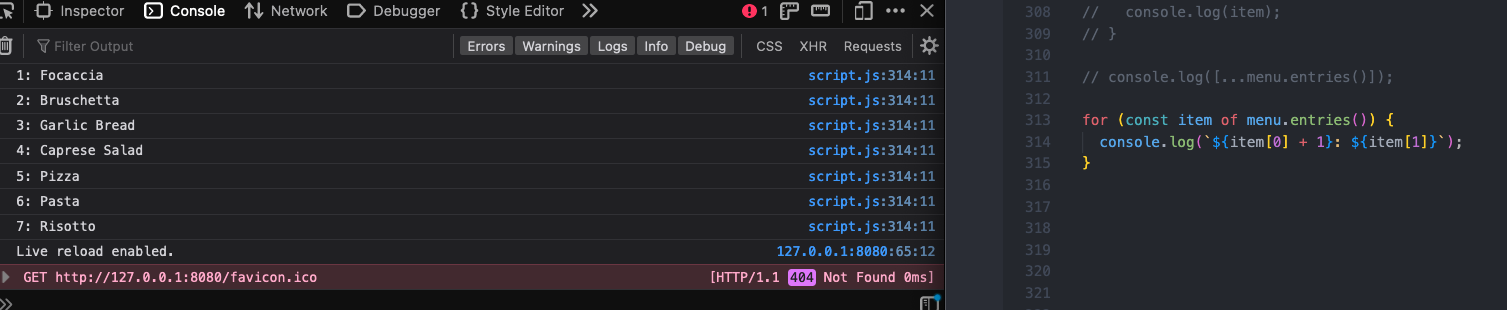 Inspector Console Network Debugger Style Editor 1
Filter Output Errors Warnings Logs Info Debug CSS XHR Requests
1: Focaccia script.js:314:11
2: Bruschetta script.js:314:11
3: Garlic Bread script.js:314:11
4: Caprese Salad script.js:314:11
5: Pizza script.js:314:11
6: Pasta script.js:314:11
7: Risotto script.js:314:11
Live reload enabled. 127.0.0.1:8080:65:12
GET http://127.0.0.1:8080/favicon.ico [HTTP/1.1 404 Not Found 0ms]
308 //   console.log(item);
309 // }
310
311 // console.log([...menu.entries()]);
312
313 for (const item of menu.entries()) {
314   console.log(`${item[0] + 1}: ${item[1]}`);
315 }
316
317
318
319
320
321